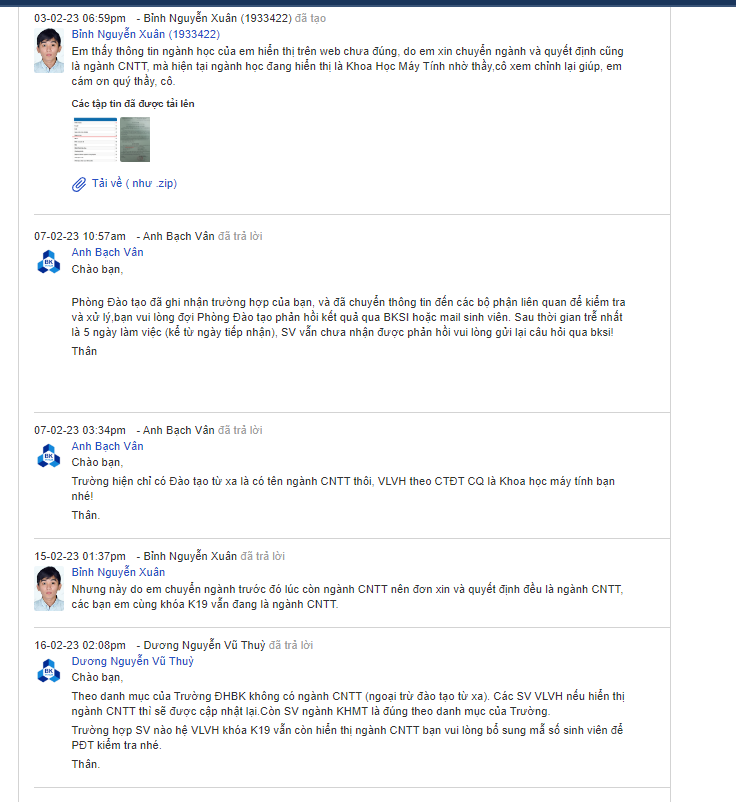 03-02-23 06:59pm - Bỉnh Nguyễn Xuân (1933422) đã tạo
Bỉnh Nguyễn Xuân (1933422)
Em thấy thông tin ngành học của em hiển thị trên web chưa đúng, do em xin chuyển ngành và quyết định cũng
là ngành CNTT, mà hiện tại ngành học đang hiển thị là Khoa Học Máy Tính nhờ thầy,cô xem chỉnh lại giúp, em
cám ơn quý thầy, cô.
Các tập tin đã được tải lên
Tải về ( như .zip)
07-02-23 10:57am - Anh Bạch Vân đã trả lời
BK
Anh Bạch Vân
Chào bạn,
Phòng Đào tạo đã ghi nhận trường hợp của bạn, và đã chuyển thông tin đến các bộ phận liên quan để kiểm tra
và xử lý,bạn vui lòng đợi Phòng Đào tạo phản hồi kết quả qua BKSI hoặc mail sinh viên. Sau thời gian trễ nhất
là 5 ngày làm việc (kể từ ngày tiếp nhận), SV vẫn chưa nhận được phản hồi vui lòng gửi lại câu hỏi qua bksi!
Thân
07-02-23 03:34pm - Anh Bạch Vân đã trả lời
BK
Anh Bạch Vân
Chào bạn,
Trường hiện chỉ có Đào tạo từ xa là có tên ngành CNTT thôi, VLVH theo CTĐT CQ là Khoa học máy tính bạn
nhé!
Thân.
15-02-23 01:37pm - Bỉnh Nguyễn Xuân đã trả lời
Bỉnh Nguyễn Xuân
Nhưng này do em chuyển ngành trước đó lúc còn ngành CNTT nên đơn xin và quyết định đều là ngành CNTT,
các bạn em cùng khóa K19 vẫn đang là ngành CNTT.
16-02-23 02:08pm - Dương Nguyễn Vũ Thuỳ đã trả lời
BK
Dương Nguyễn Vũ Thuỳ
Chào bạn,
Theo danh mục của Trường ĐHBK không có ngành CNTT (ngoại trừ đào tạo từ xa). Các SV VLVH nếu hiển thị
ngành CNTT thì sẽ được cập nhật lại.Còn SV ngành KHMT là đúng theo danh mục của Trường.
Trường hợp SV nào hệ VLVH khóa K19 vẫn còn hiển thị ngành CNTT bạn vui lòng bổ sung mã số sinh viên để
PĐT kiểm tra nhé.
Thân.